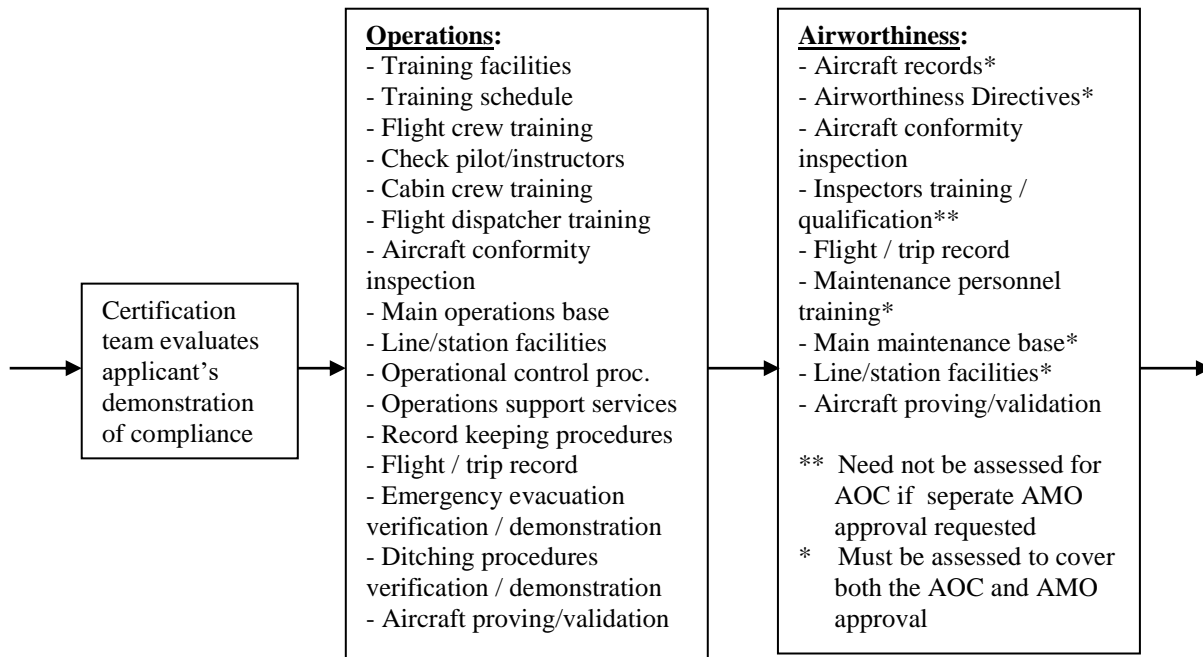 Certification
team evaluates
applicant's
demonstration
of compliance
Operations:
- Training facilities
- Training schedule
- Flight crew training
- Check pilot/instructors
- Cabin crew training
- Flight dispatcher training
- Aircraft conformity
inspection
- Main operations base
- Line/station facilities
- Operational control proc.
- Operations support services
- Record keeping procedures
- Flight / trip record
- Emergency evacuation
verification / demonstration
- Ditching procedures
verification / demonstration
- Aircraft proving/validation
Airworthiness:
- Aircraft records*
- Airworthiness Directives*
- Aircraft conformity
inspection
- Inspectors training /
qualification**
- Flight / trip record
- Maintenance personnel
training*
- Main maintenance base*
- Line/station facilities*
- Aircraft proving/validation
** Need not be assessed for
AOC if seperate AMO
approval requested
* Must be assessed to cover
both the AOC and AMO
approval